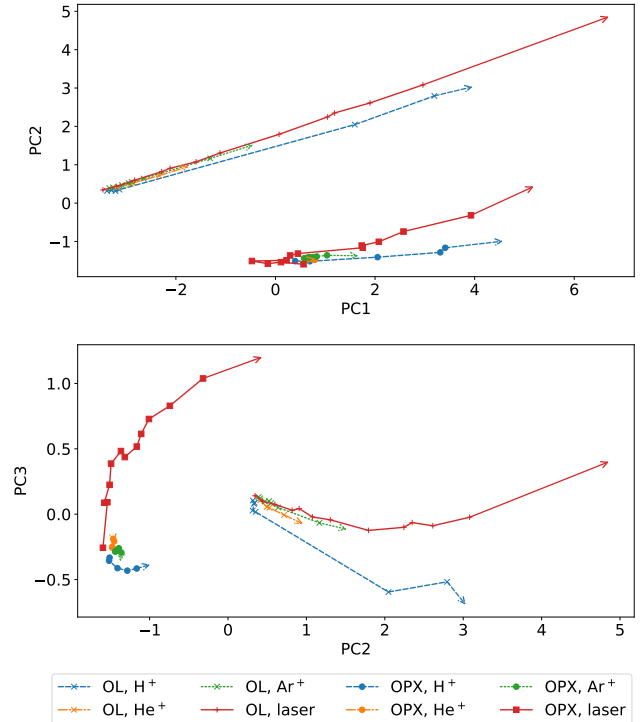 5
4
3
2
1
0
−1
PC2
−2 0 2 4 6
PC1
1.0
0.5
0.0
−0.5
PC3
−1 0 1 2 3 4 5
PC2
OL, H⁺ OL, Ar⁺ OPX, H⁺ OPX, Ar⁺
OL, He⁺ OL, laser OPX, He⁺ OPX, laser